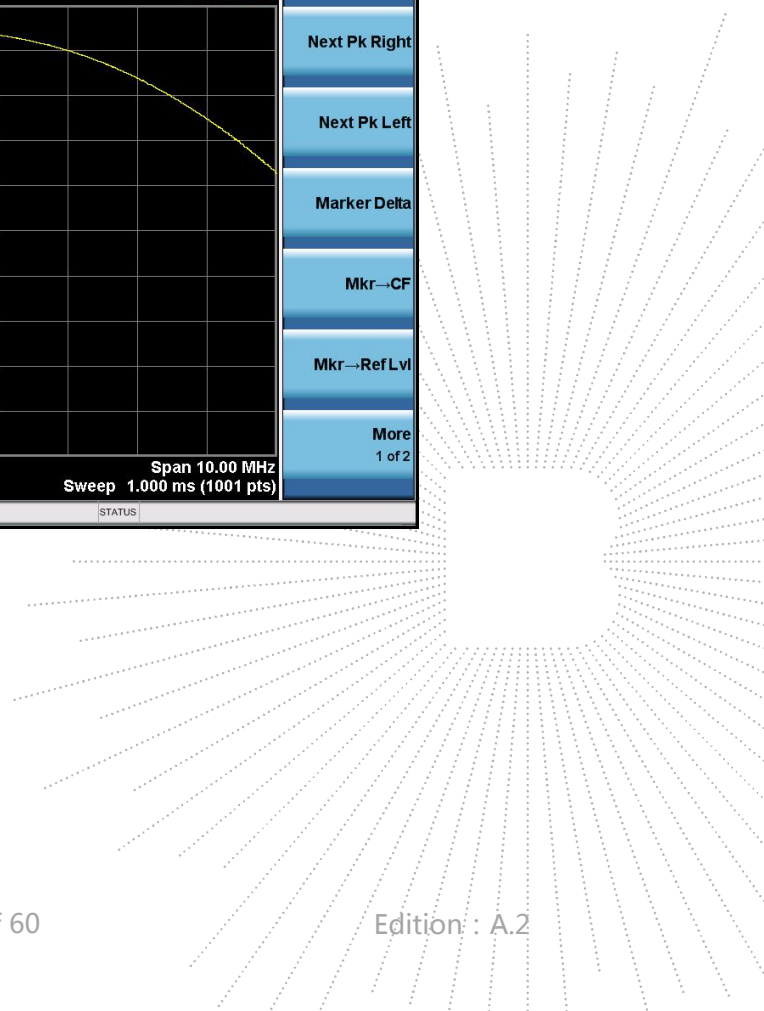 Next Pk Right
Next Pk Left
Marker Delta
Mkr→CF
Mkr→Ref Lvl
More
1 of 2
Span 10.00 MHz
Sweep 1.000 ms (1001 pts)
STATUS
60
Edition : A.2